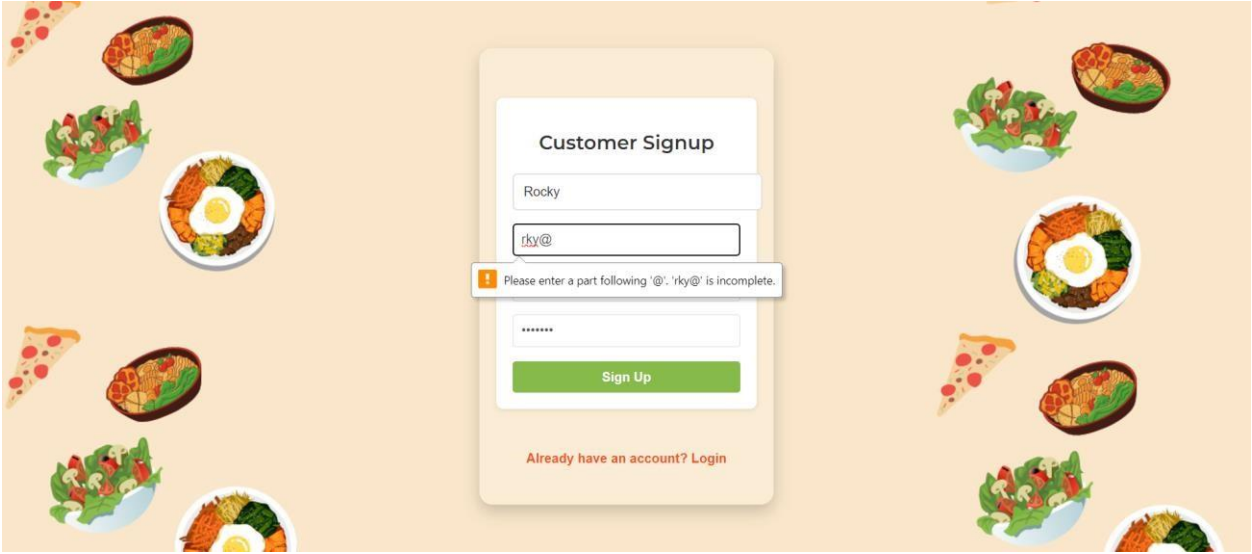 Customer Signup
Rocky
rky@
Please enter a part following '@'. 'rky@' is incomplete.
•••••••
Sign Up
Already have an account? Login